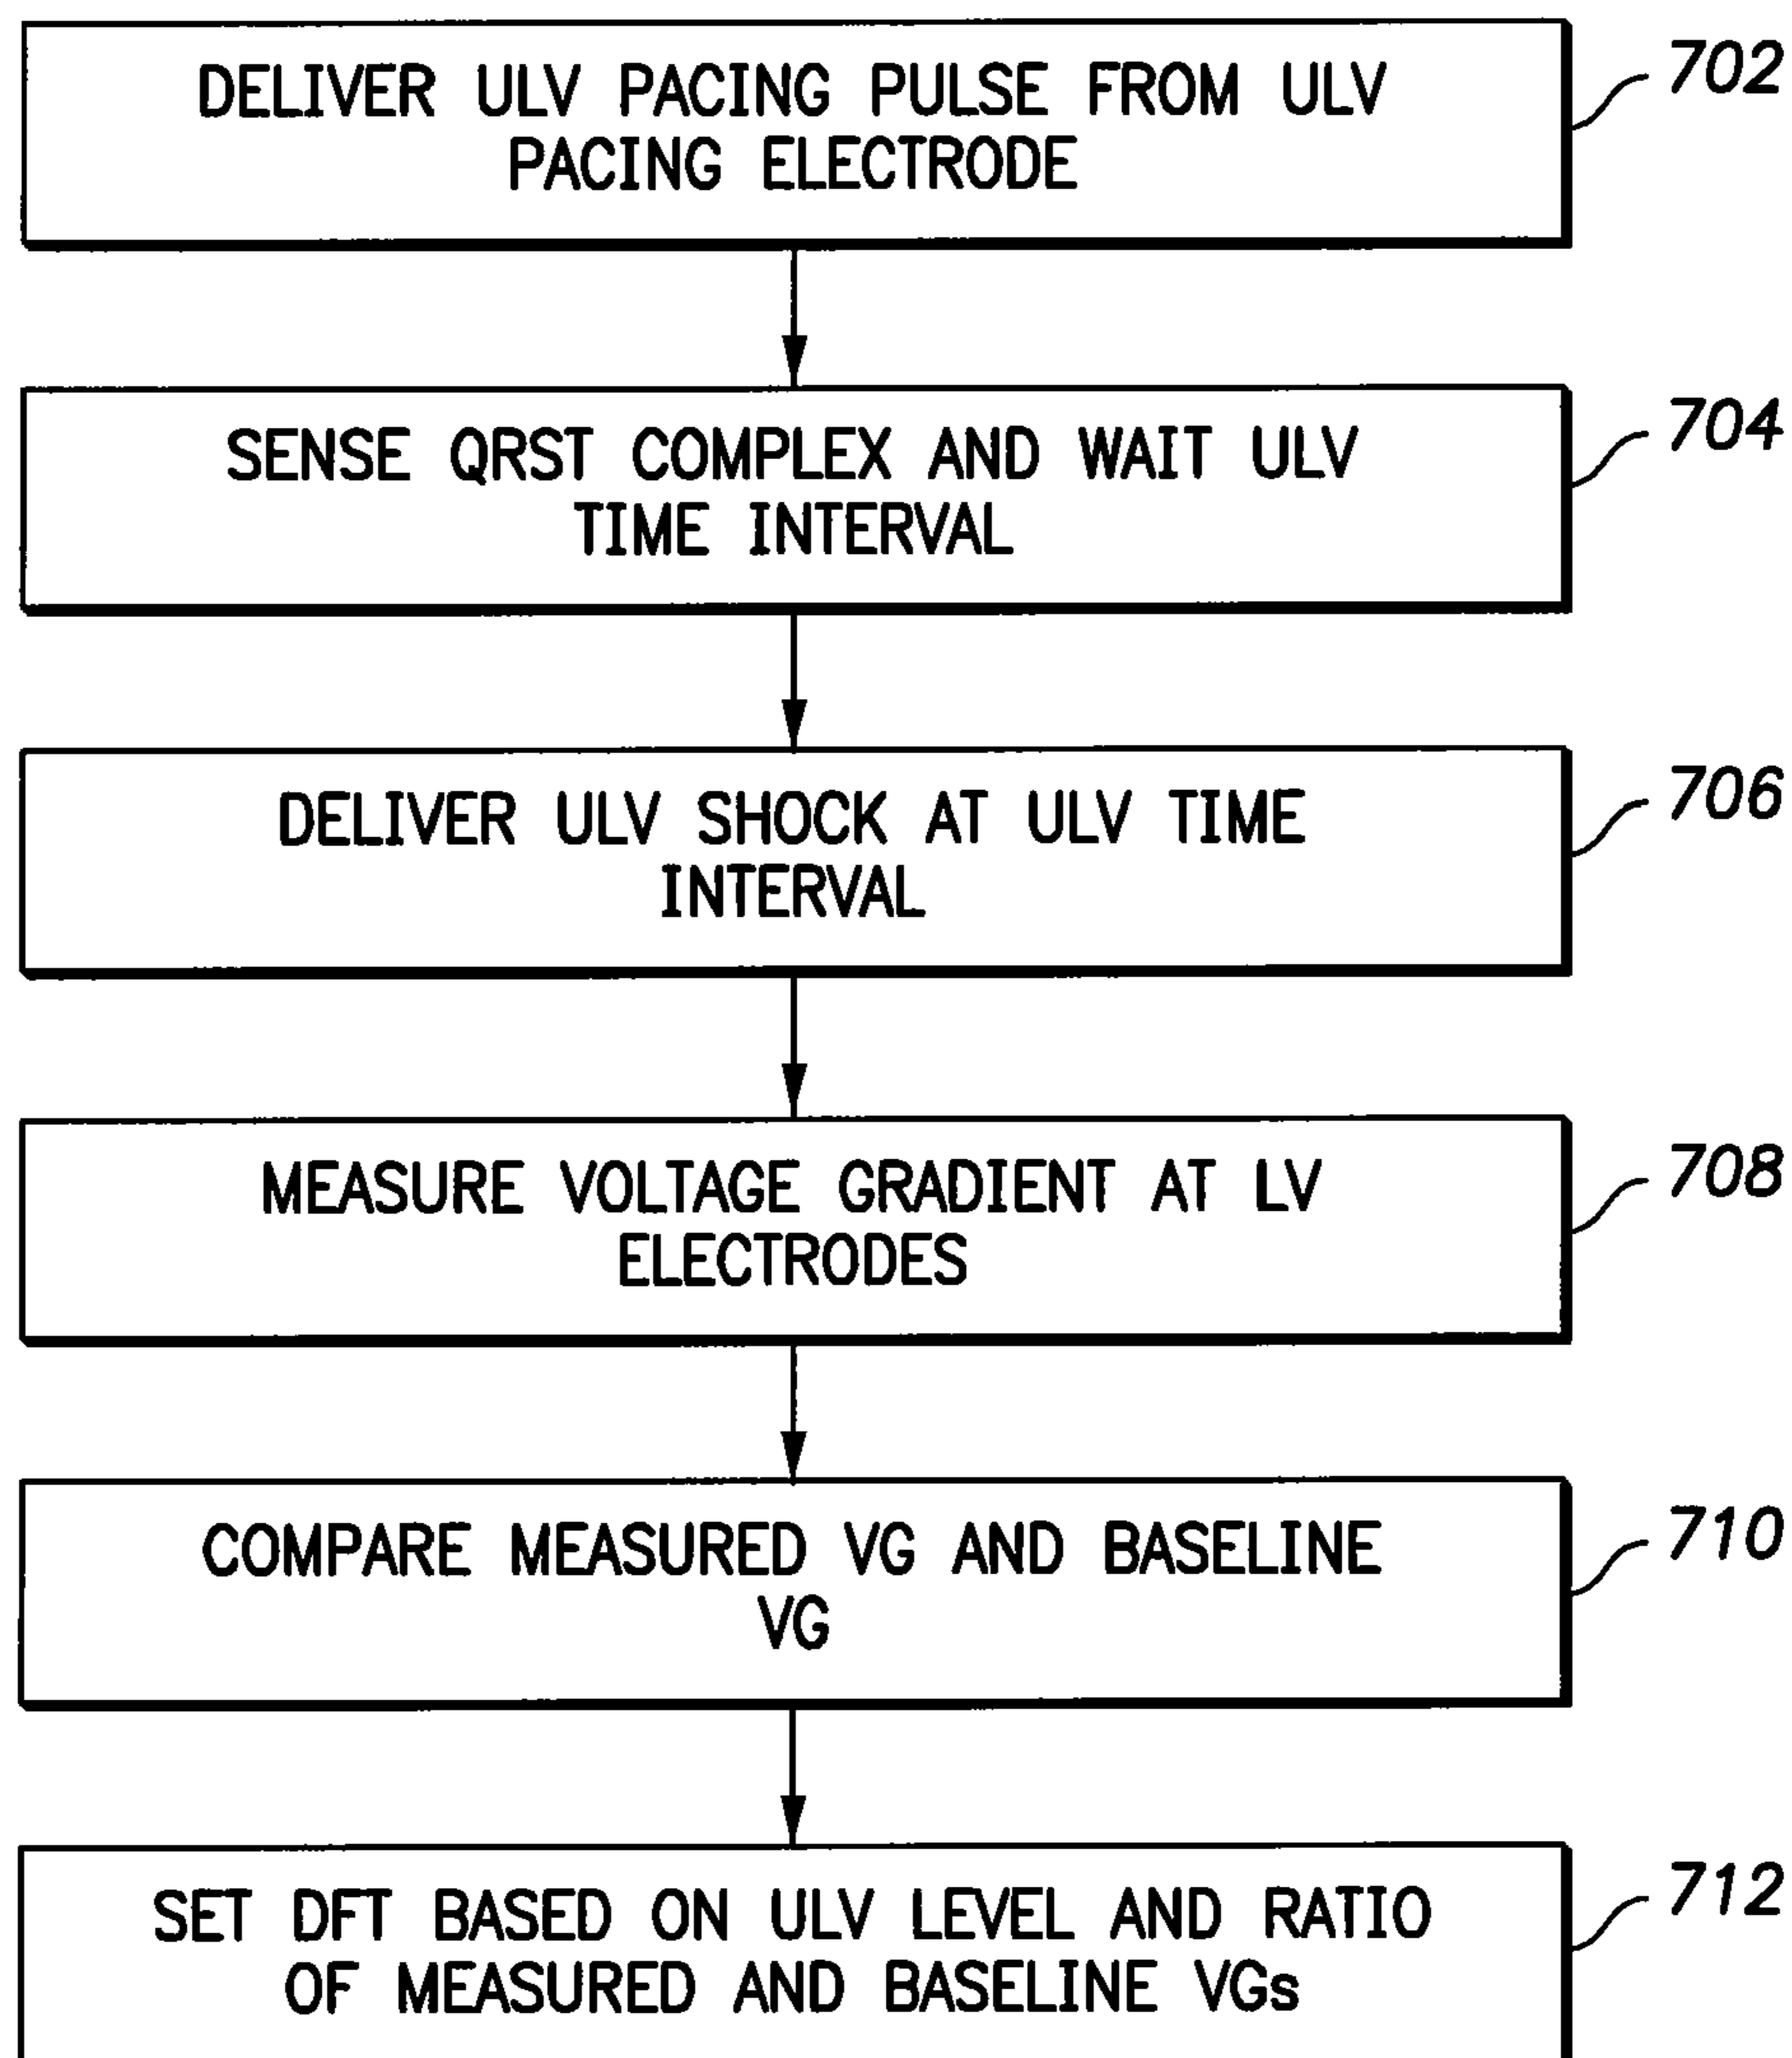 DELIVER ULV PACING PULSE FROM ULV
PACING ELECTRODE
702
SENSE QRST COMPLEX AND WAIT ULV
TIME INTERVAL
704
DELIVER ULV SHOCK AT ULV TIME
INTERVAL
706
MEASURE VOLTAGE GRADIENT AT LV
ELECTRODES
708
COMPARE MEASURED VG AND BASELINE
VG
710
SET DFT BASED ON ULV LEVEL AND RATIO
OF MEASURED AND BASELINE VGs
712